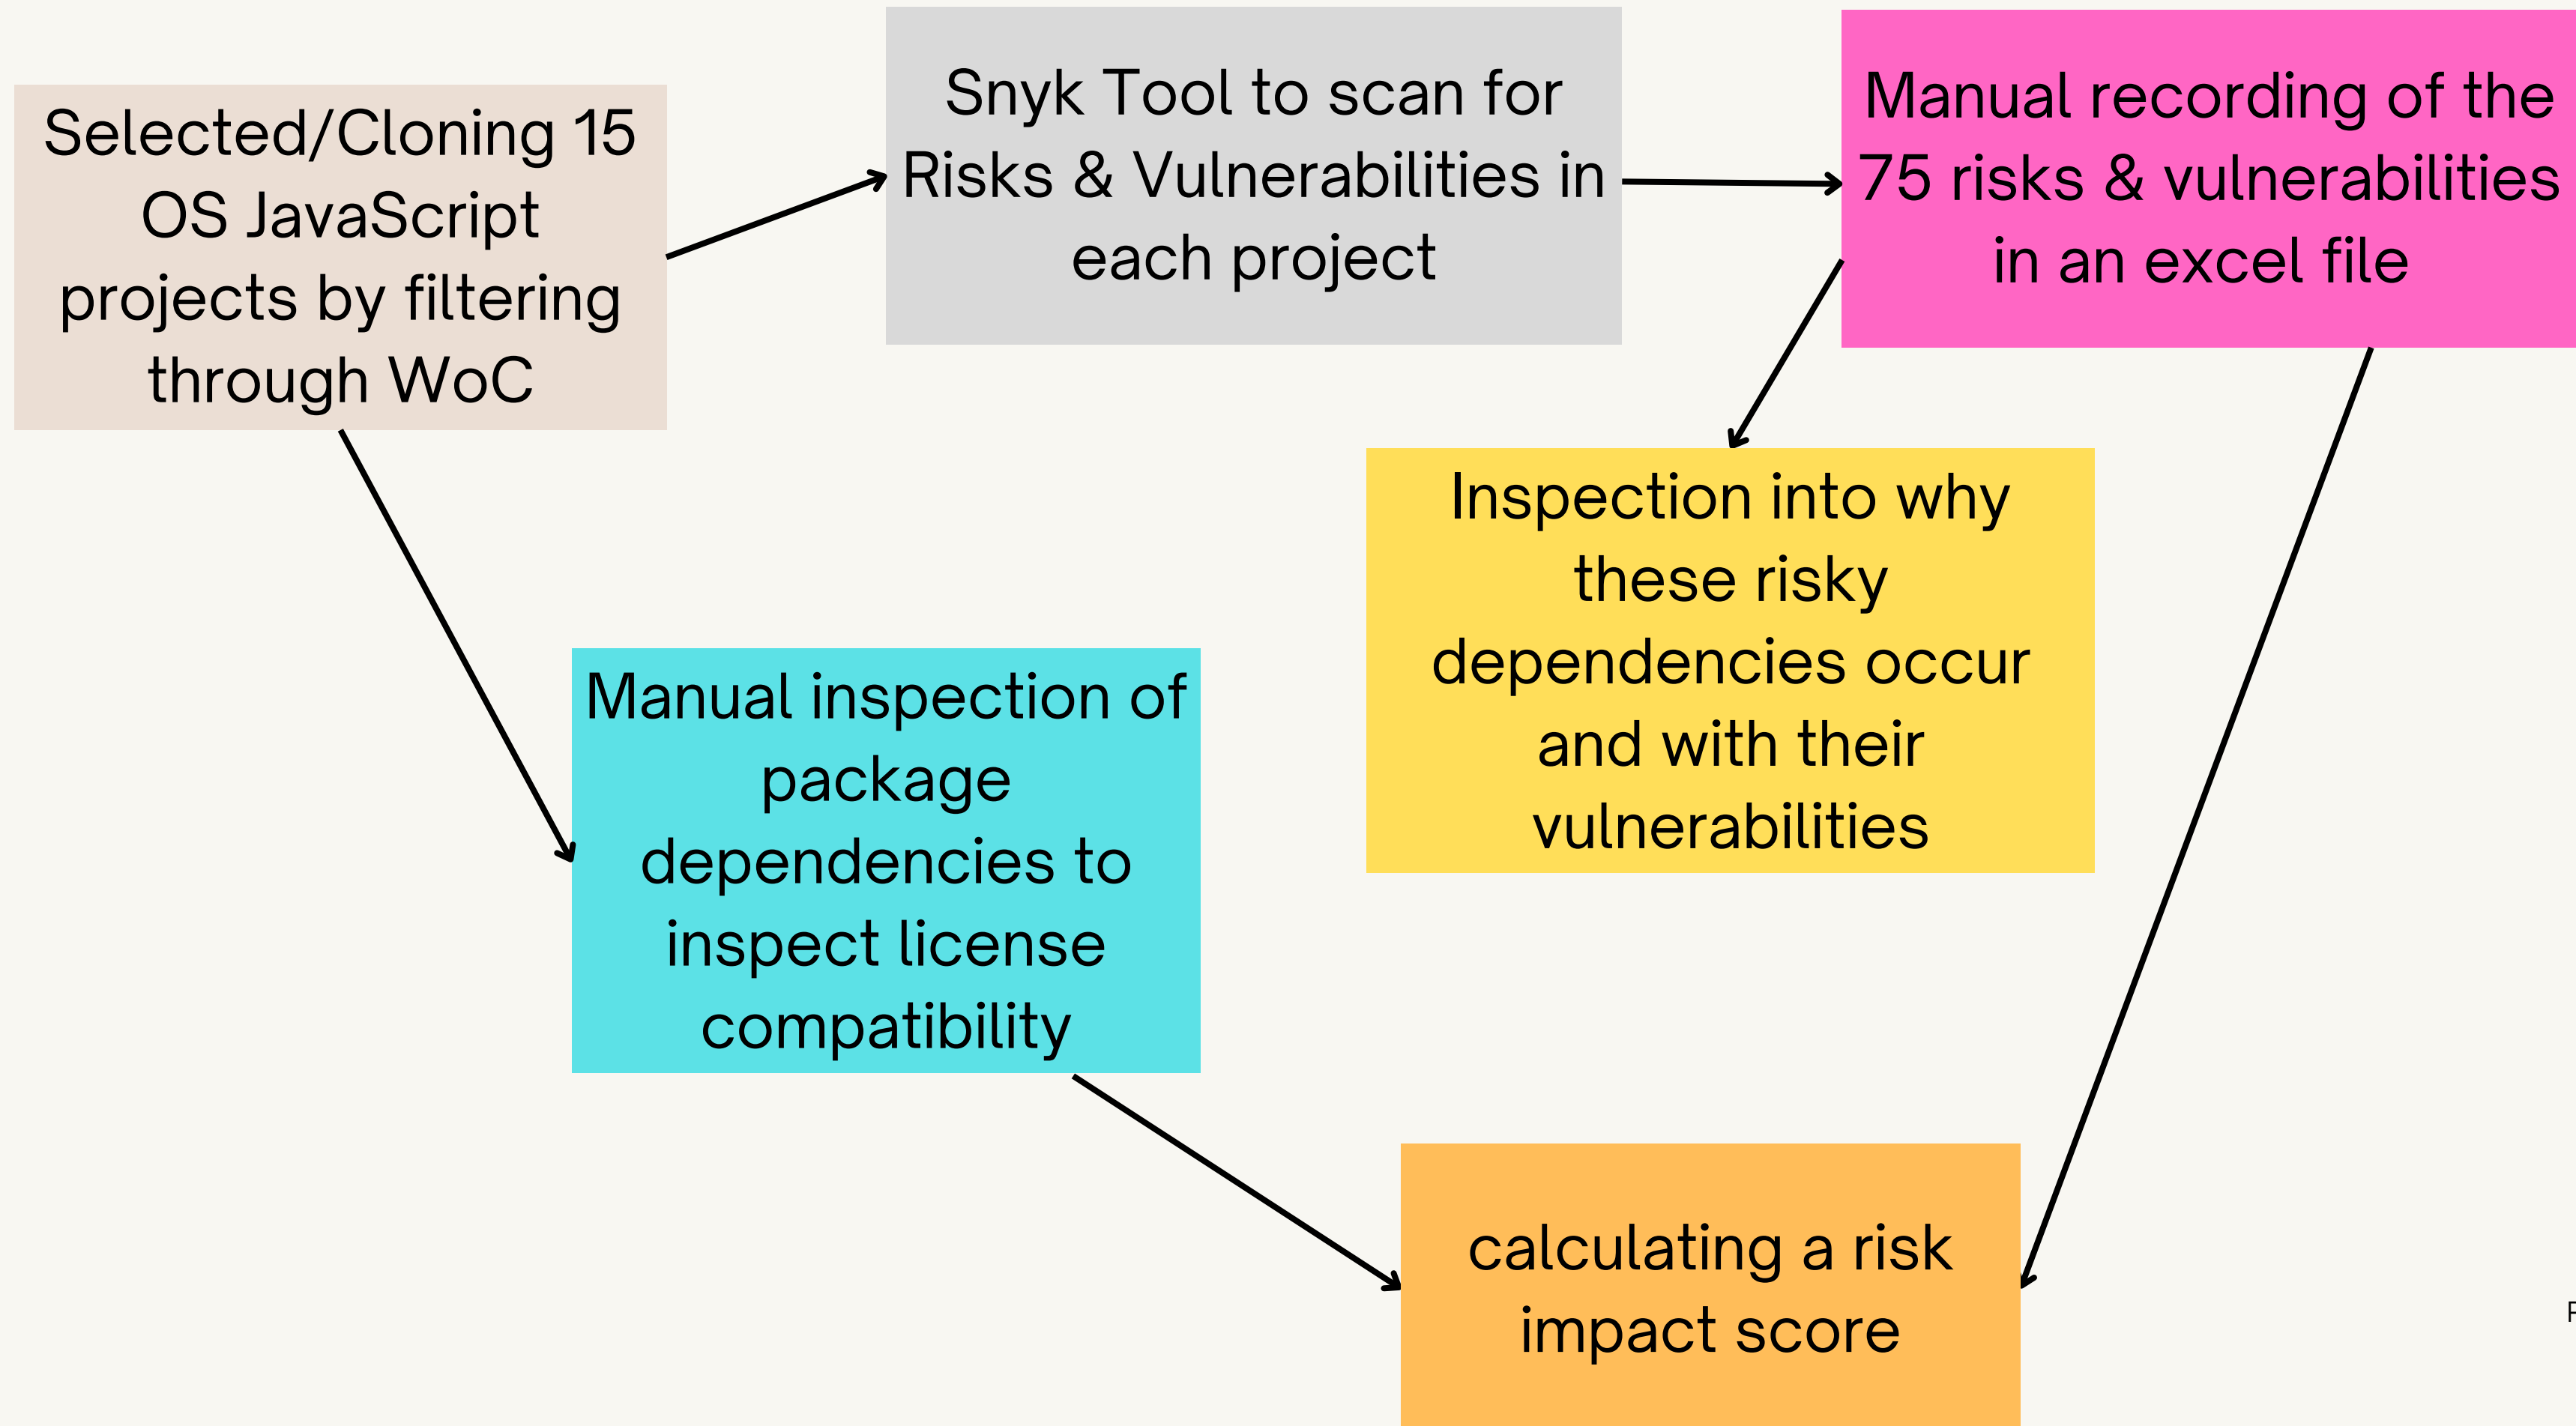 Selected/Cloning 15
OS JavaScript
projects by filtering
through WoC
Snyk Tool to scan for
Risks & Vulnerabilities in
each project
Manual recording of the
75 risks & vulnerabilities
in an excel file
Inspection into why
these risky
dependencies occur
and with their
vulnerabilities
Manual inspection of
package
dependencies to
inspect license
compatibility
calculating a risk
impact score